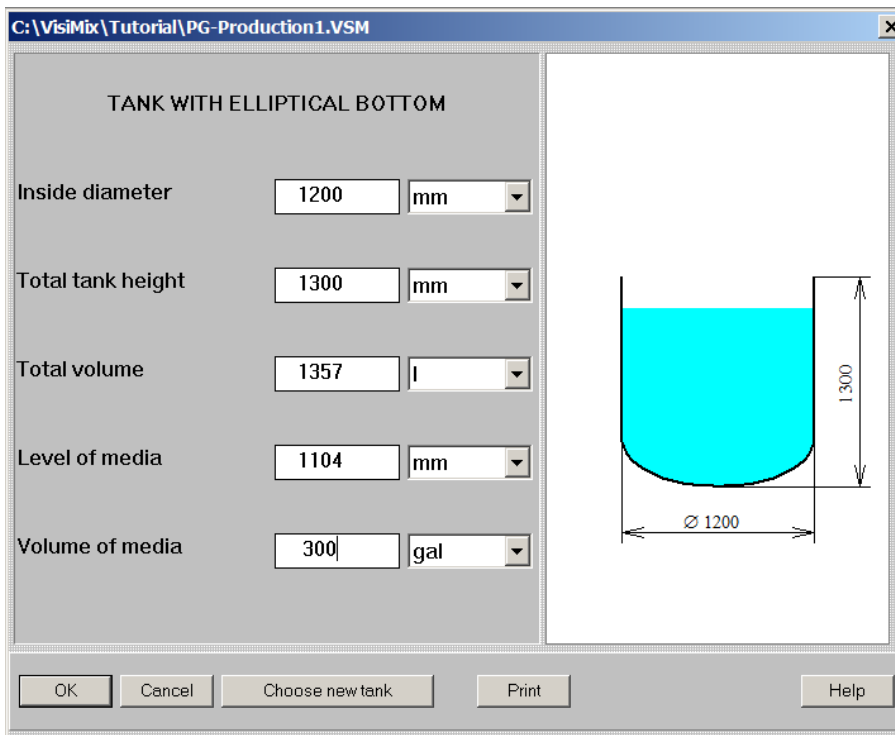 C:\VisiMix\Tutorial\PG-Production1.VSM
TANK WITH ELLIPTICAL BOTTOM
Inside diameter 1200 mm
Total tank height 1300 mm
Total volume 1357 l
Level of media 1104 mm
Volume of media 300 gal
1300
∅ 1200
OK Cancel Choose new tank Print Help